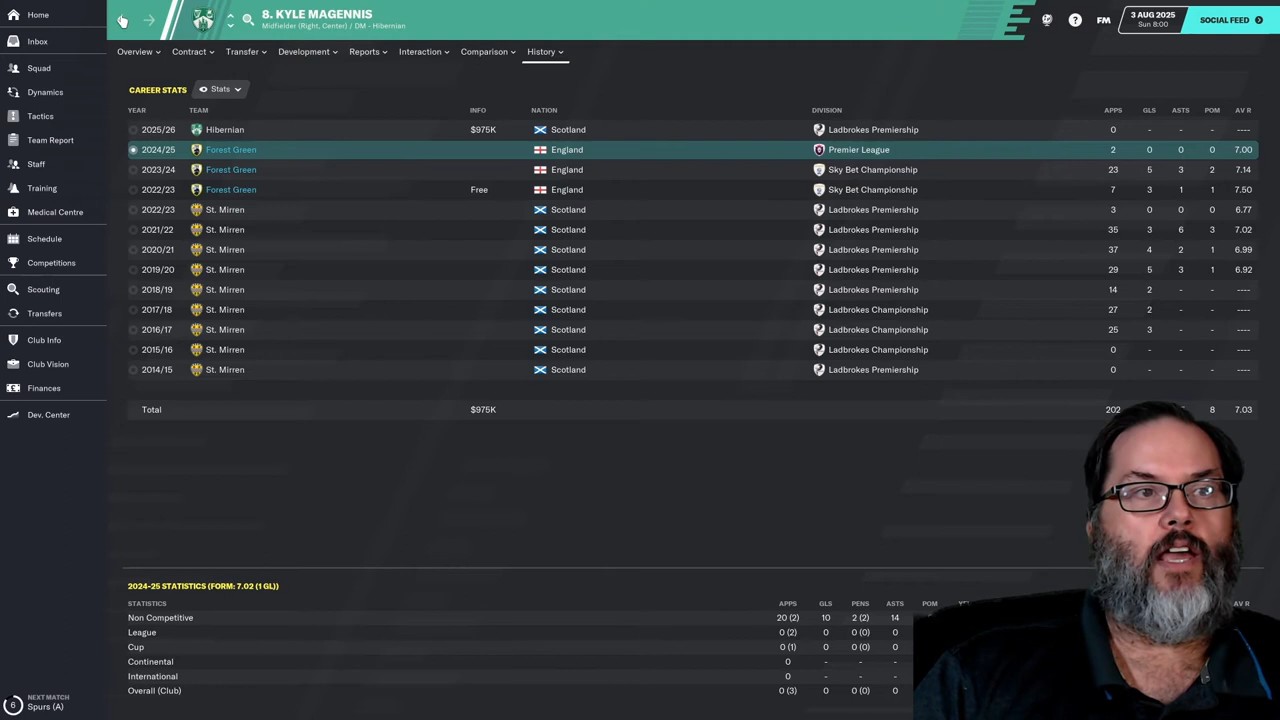 Home
Inbox
Squad
Dynamics
Tactics
Team Report
Staff
Training
Medical Centre
Schedule
Competitions
Scouting
Transfers
Club Info
Club Vision
Finances
Dev. Center
6 NEXT MATCH
Spurs (A)
8. KYLE MAGENNIS
Midfielder (Right, Center) / DM - Hibernian
? FM 3 AUG 2025
Sun 8:00
SOCIAL FEED
Overview Contract Transfer Development Reports Interaction Comparison History
CAREER STATS Stats
YEAR TEAM INFO NATION DIVISION APPS GLS ASTS POM AV R
2025/26 Hibernian $975K Scotland Ladbrokes Premiership 0 - - - ----
2024/25 Forest Green England Premier League 2 0 0 0 7.00
2023/24 Forest Green England Sky Bet Championship 23 5 3 2 7.14
2022/23 Forest Green Free England Sky Bet Championship 7 3 1 1 7.50
2022/23 St. Mirren Scotland Ladbrokes Premiership 3 0 0 0 6.77
2021/22 St. Mirren Scotland Ladbrokes Premiership 35 3 6 3 7.02
2020/21 St. Mirren Scotland Ladbrokes Premiership 37 4 2 1 6.99
2019/20 St. Mirren Scotland Ladbrokes Premiership 29 5 3 1 6.92
2018/19 St. Mirren Scotland Ladbrokes Premiership 14 2 - - ----
2017/18 St. Mirren Scotland Ladbrokes Championship 27 2 - - ----
2016/17 St. Mirren Scotland Ladbrokes Championship 25 3 - - ----
2015/16 St. Mirren Scotland Ladbrokes Championship 0 - - - ----
2014/15 St. Mirren Scotland Ladbrokes Premiership 0 - - - ----
Total $975K 202 8 7.03
2024-25 STATISTICS (FORM: 7.02 (1 GL))
STATISTICS APPS GLS PENS ASTS POM AV R
Non Competitive 20 (2) 10 2 (2) 14
League 0 (2) 0 0 (0) 0
Cup 0 (1) 0 0 (0) 0
Continental 0 - - -
International 0 - - -
Overall (Club) 0 (3) 0 0 (0) 0